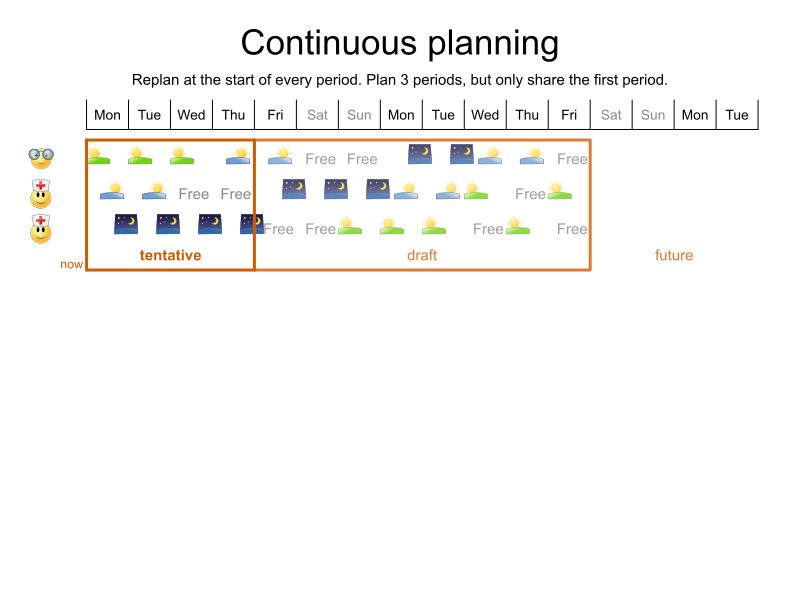 Continuous planning
Replan at the start of every period. Plan 3 periods, but only share the first period.
Mon Tue Wed Thu Fri Sat Sun Mon Tue Wed Thu Fri Sat Sun Mon Tue
Free Free Free
Free Free Free
Free Free Free Free
now tentative draft future